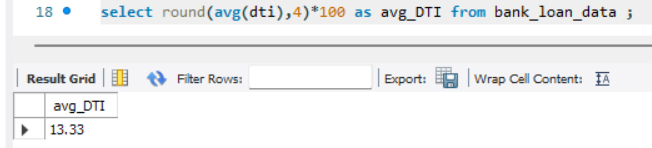 18 select round(avg(dti),4)*100 as avg_DTI from bank_loan_data ;
Result Grid Filter Rows: Export: Wrap Cell Content: IA
avg_DTI
13.33